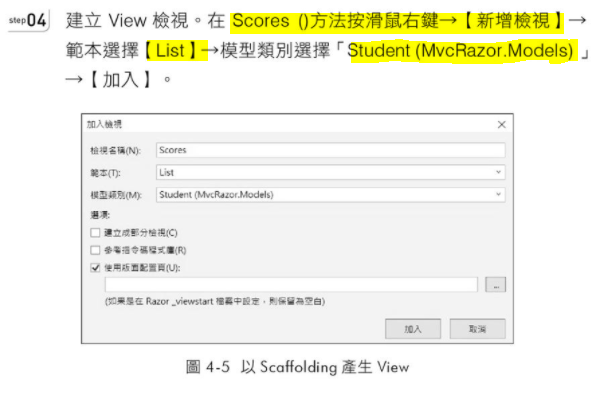 step04 建立 View 檢視。在 Scores ()方法按滑鼠右鍵→【新增檢視】→
範本選擇【List】→模型類別選擇「Student (MvcRazor.Models)」
→【加入】。
加入檢視
檢視名稱(N): Scores
範本(T): List
模型類別(M): Student (MvcRazor.Models)
選項:
建立成部分檢視(C)
參考指令碼程式庫(R)
使用版面配置頁(U):
...
(如果是在 Razor _viewstart 檔案中設定，則保留為空白)
加入 取消
圖 4-5 以 Scaffolding 產生 View